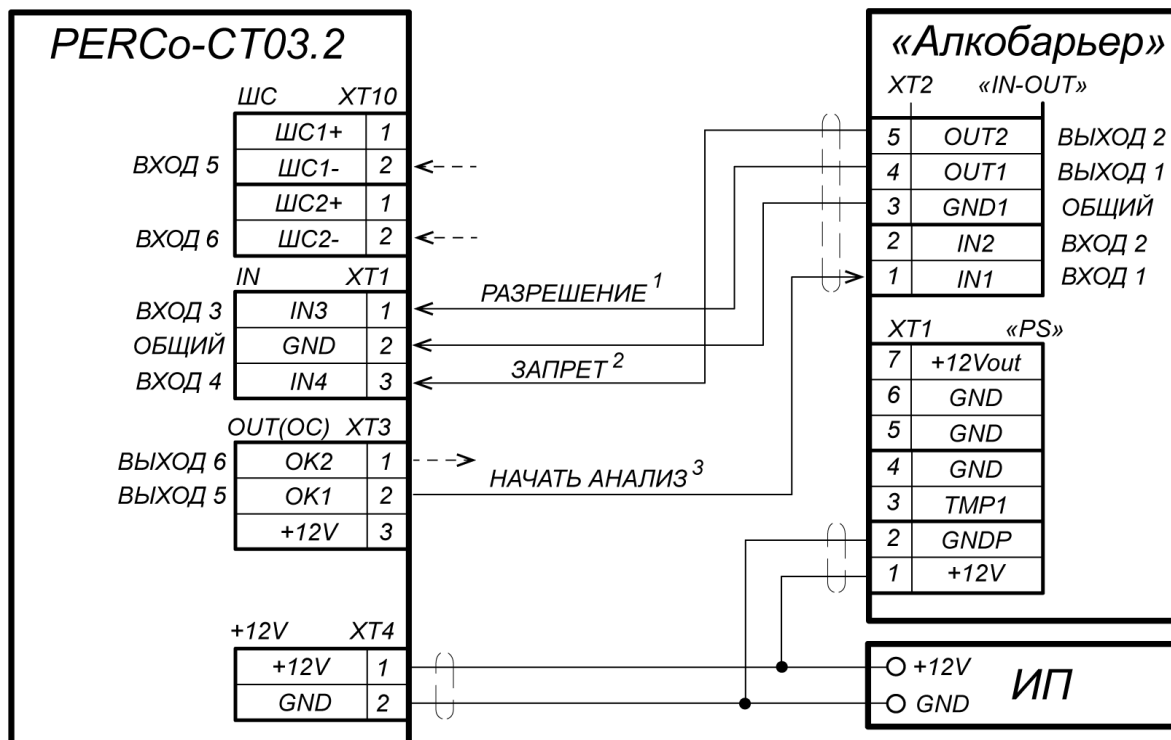 PERCo-CT03.2
ШС XT10
ШС1+ 1
ВХОД 5 ШС1- 2
ШС2+ 1
ВХОД 6 ШС2- 2
IN XT1
ВХОД 3 IN3 1
ОБЩИЙ GND 2
ВХОД 4 IN4 3
OUT(OC) XT3
ВЫХОД 6 OK2 1
ВЫХОД 5 OK1 2
+12V 3
+12V XT4
+12V 1
GND 2
РАЗРЕШЕНИЕ 1
ЗАПРЕТ 2
НАЧАТЬ АНАЛИЗ 3
«Алкобарьер»
XT2 «IN-OUT»
5 OUT2 ВЫХОД 2
4 OUT1 ВЫХОД 1
3 GND1 ОБЩИЙ
2 IN2 ВХОД 2
1 IN1 ВХОД 1
XT1 «PS»
7 +12Vout
6 GND
5 GND
4 GND
3 TMP1
2 GNDP
1 +12V
+12V
GND
ИП